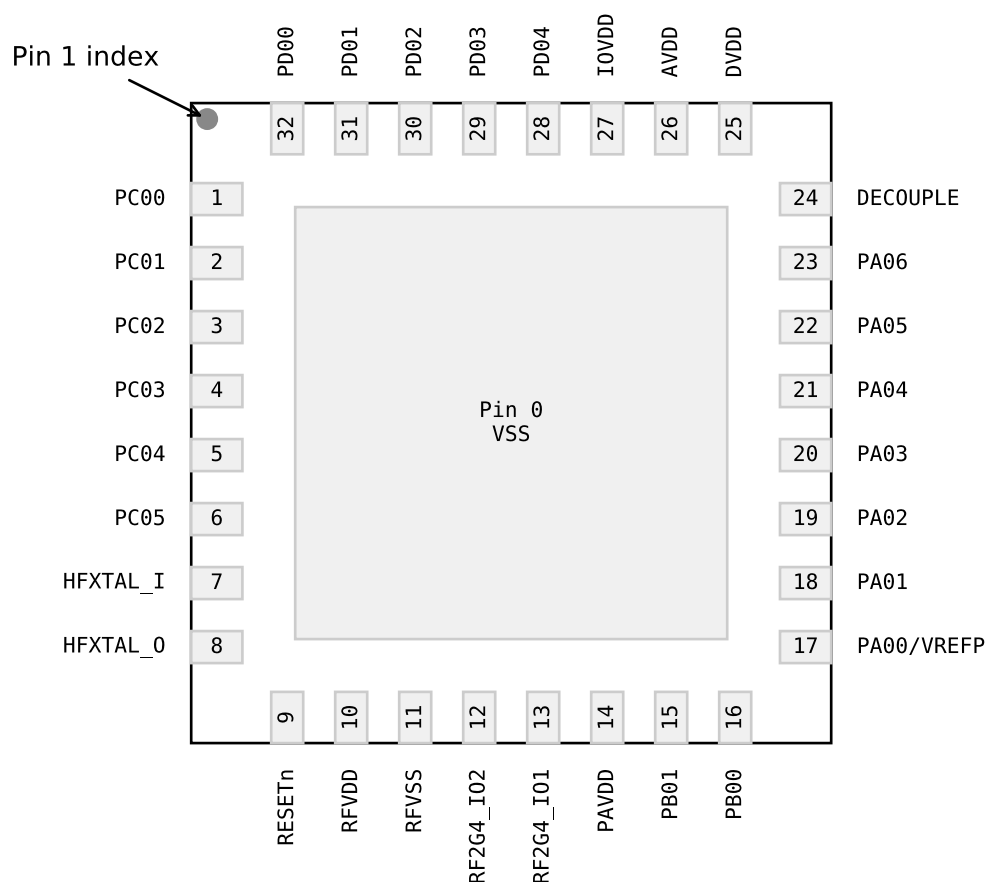 Pin 1 index
PD00
PD01
PD02
PD03
PD04
IOVDD
AVDD
DVDD
32
31
30
29
28
27
26
25
PC00 1
24 DECOUPLE
PC01 2
23 PA06
PC02 3
22 PA05
PC03 4
21 PA04
Pin 0
VSS
PC04 5
20 PA03
PC05 6
19 PA02
HFXTAL_I 7
18 PA01
HFXTAL_O 8
17 PA00/VREFP
9
10
11
12
13
14
15
16
RESETn
RFVDD
RFVSS
RF2G4_IO2
RF2G4_IO1
PAVDD
PB01
PB00